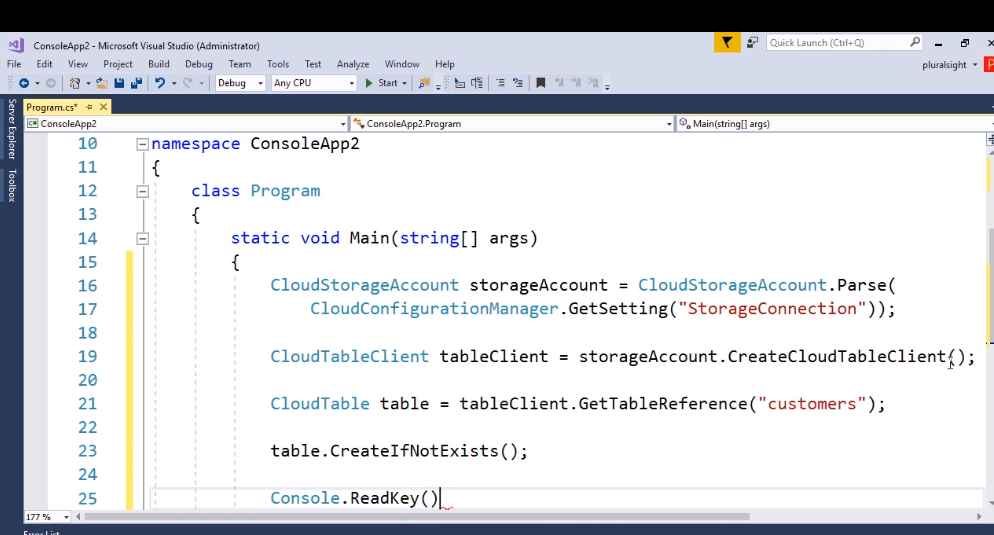 ConsoleApp2 - Microsoft Visual Studio (Administrator)
Quick Launch (Ctrl+Q)
File Edit View Project Build Debug Team Tools Test Analyze Window Help
pluralsight
Debug Any CPU Start
Server Explorer
Toolbox
Program.cs*
ConsoleApp2 ConsoleApp2.Program Main(string[] args)
10 namespace ConsoleApp2
11 {
12 class Program
13 {
14 static void Main(string[] args)
15 {
16 CloudStorageAccount storageAccount = CloudStorageAccount.Parse(
17 CloudConfigurationManager.GetSetting("StorageConnection"));
18
19 CloudTableClient tableClient = storageAccount.CreateCloudTableClient();
20
21 CloudTable table = tableClient.GetTableReference("customers");
22
23 table.CreateIfNotExists();
24
25 Console.ReadKey()
177 %
Error List